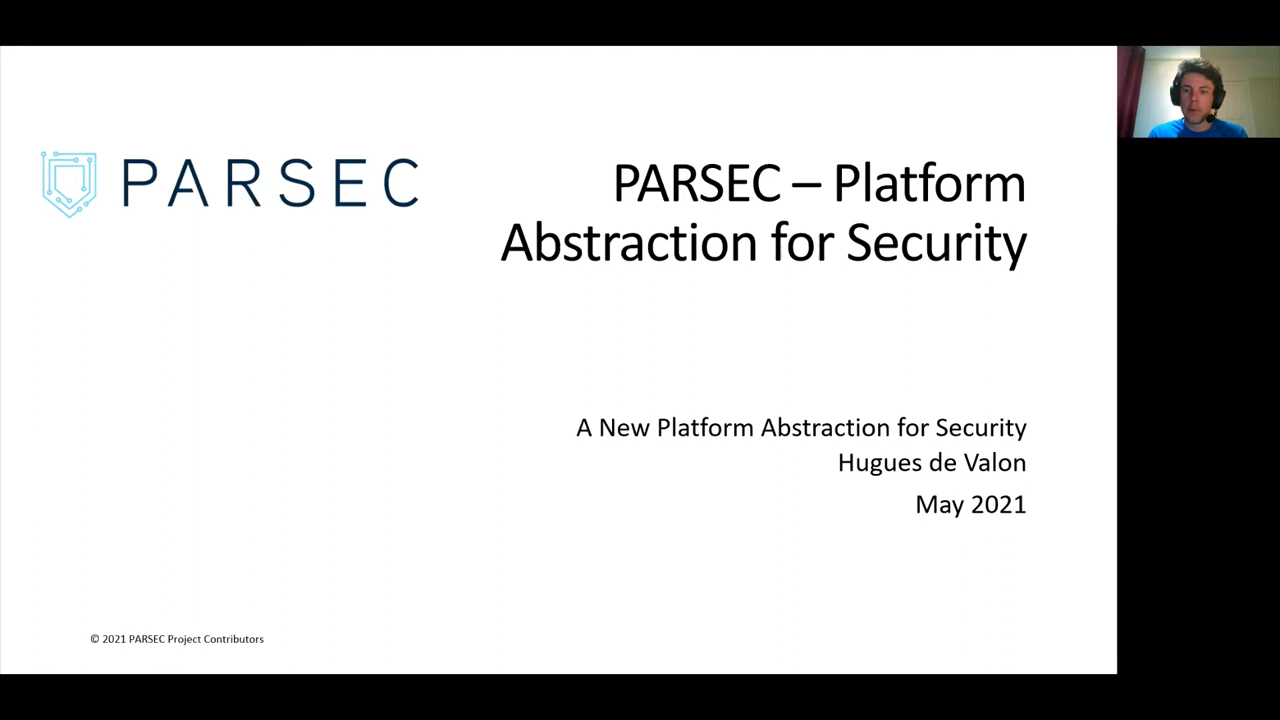 PARSEC
PARSEC – Platform
Abstraction for Security
A New Platform Abstraction for Security
Hugues de Valon
May 2021
© 2021 PARSEC Project Contributors